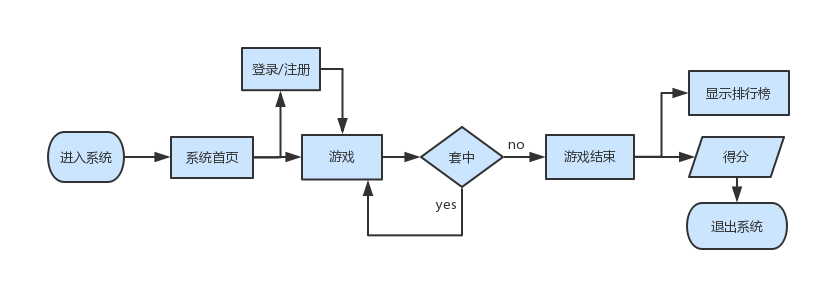 登录/注册
显示排行榜
进入系统
系统首页
游戏
套中
no
游戏结束
得分
yes
退出系统